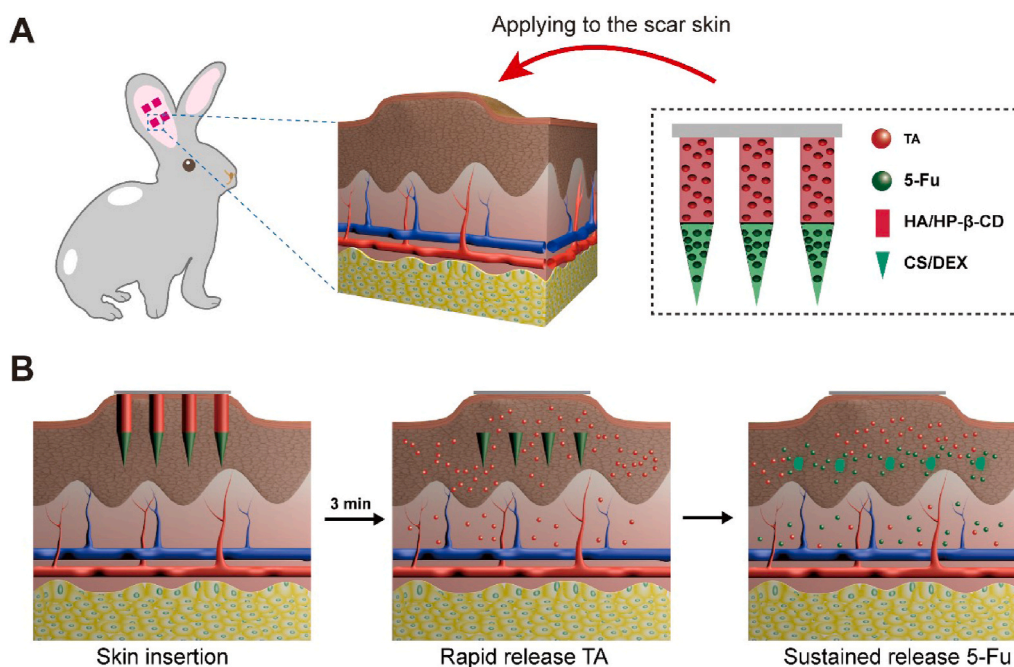 A
Applying to the scar skin
TA
5-Fu
HA/HP-β-CD
CS/DEX
B
3 min
Skin insertion
Rapid release TA
Sustained release 5-Fu